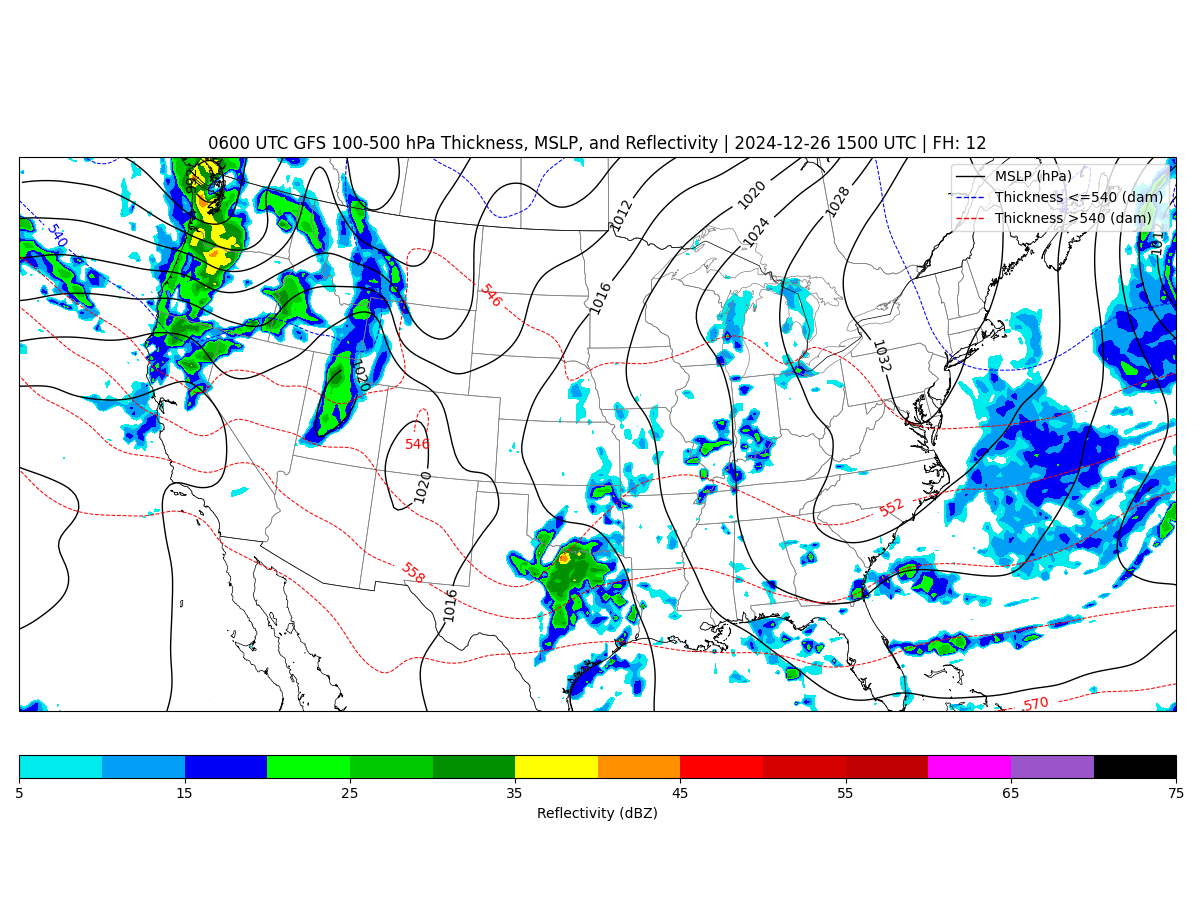 0600 UTC GFS 100-500 hPa Thickness, MSLP, and Reflectivity | 2024-12-26 1500 UTC | FH: 12
MSLP (hPa)
Thickness <=540 (dam)
Thickness >540 (dam)
1020
1028
1012
1024
540
546
1016
1032
1020
546
1020
552
558
1016
570
5 15 25 35 45 55 65 75
Reflectivity (dBZ)